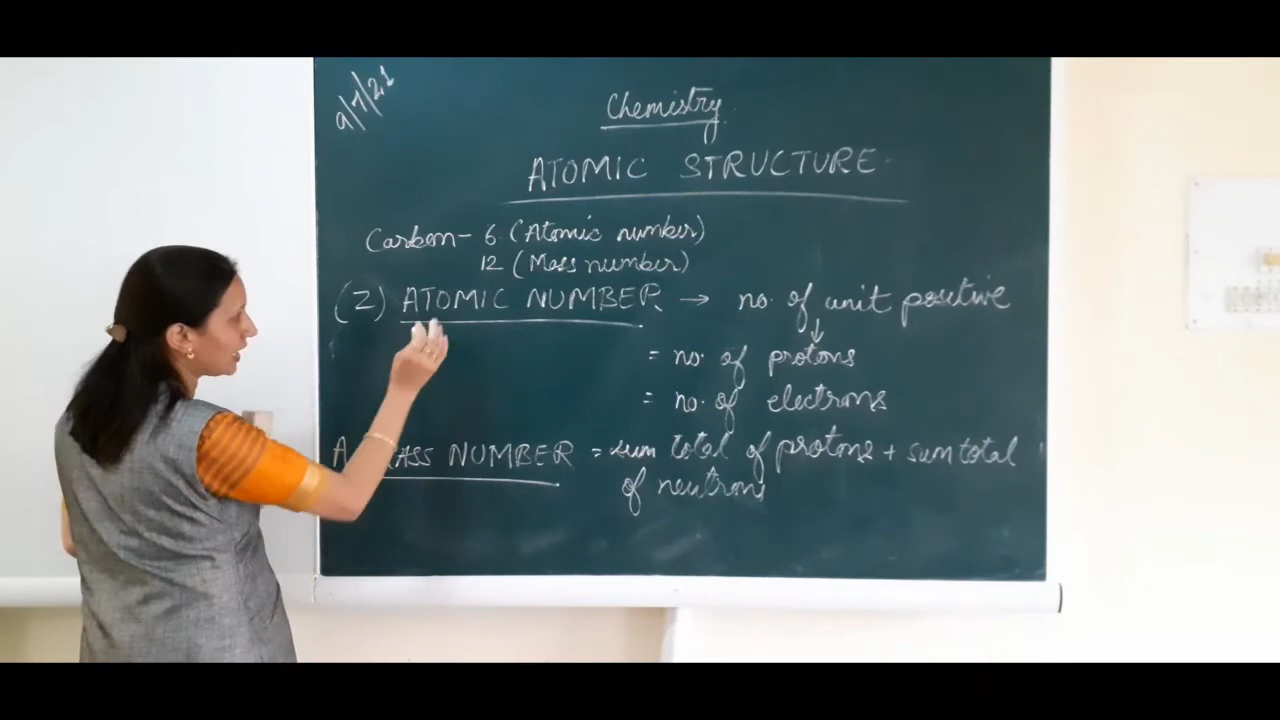 9/7/21
Chemistry
ATOMIC STRUCTURE
Carbon - 6 (Atomic number)
12 (Mass number)
(Z) ATOMIC NUMBER → no. of unit positive
↓
= no. of protons
= no. of electrons
A MASS NUMBER = sum total of protons + sum total
of neutrons